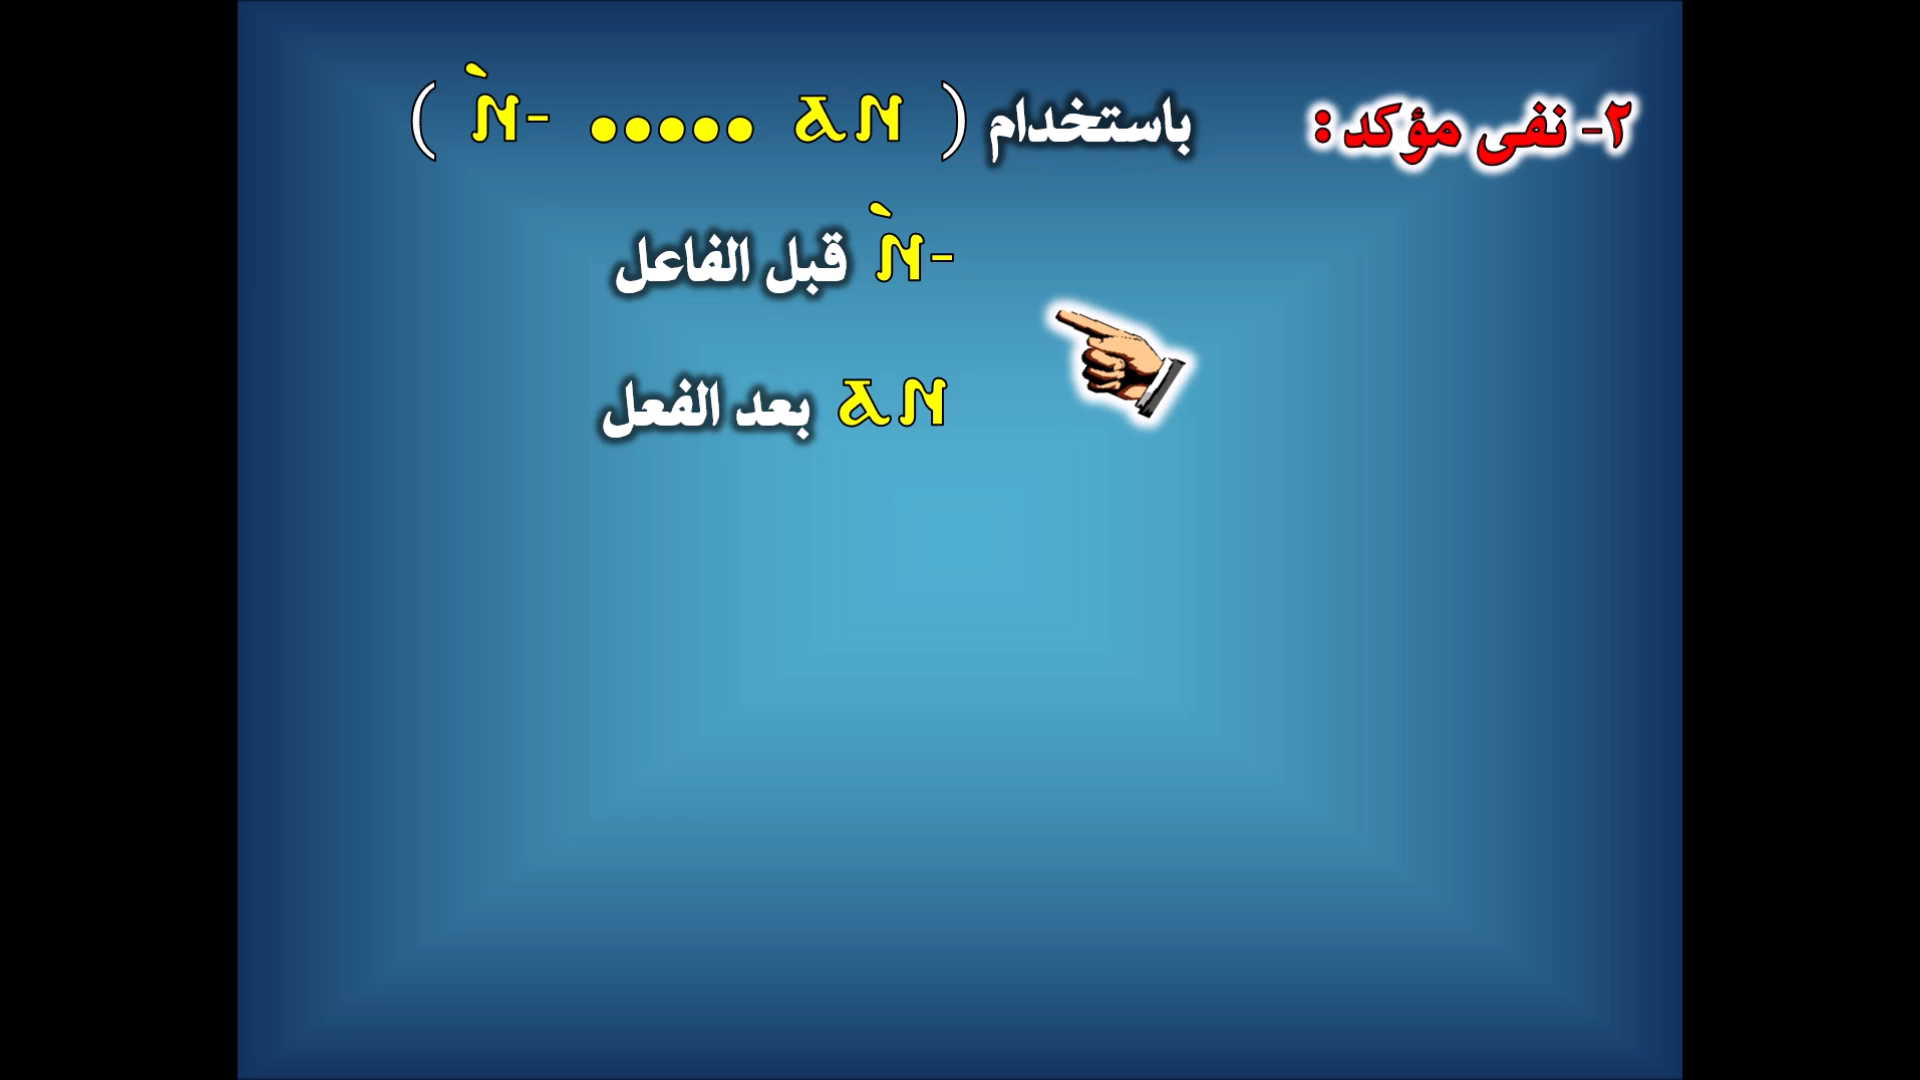 ٢- نفى مؤكد : باستخدام ( ⲛ̀- ..... ⲁⲛ )
ⲛ̀- قبل الفاعل
ⲁⲛ بعد الفعل